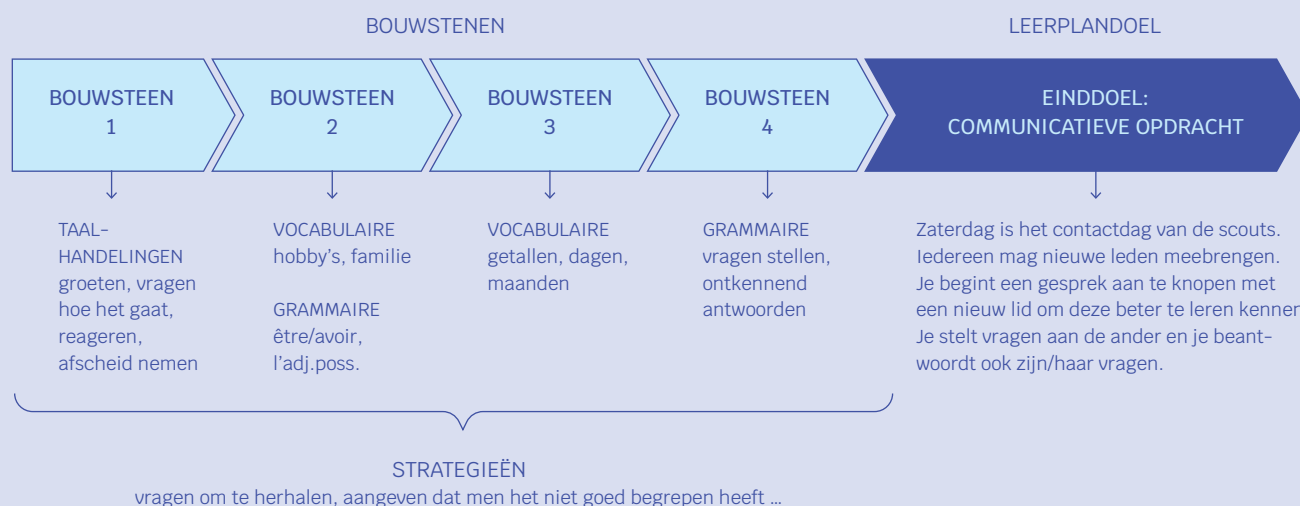 BOUWSTENEN
LEERPLANDOEL
BOUWSTEEN
1
BOUWSTEEN
2
BOUWSTEEN
3
BOUWSTEEN
4
EINDDOEL:
COMMUNICATIEVE OPDRACHT
TAAL-
HANDELINGEN
groeten, vragen
hoe het gaat,
reageren,
afscheid nemen
VOCABULAIRE
hobby's, familie
GRAMMAIRE
être/avoir,
l'adj.poss.
VOCABULAIRE
getallen, dagen,
maanden
GRAMMAIRE
vragen stellen,
ontkennend
antwoorden
Zaterdag is het contactdag van de scouts.
Iedereen mag nieuwe leden meebrengen.
Je begint een gesprek aan te knopen met
een nieuw lid om deze beter te leren kennen
Je stelt vragen aan de ander en je beant-
woordt ook zijn/haar vragen.
STRATEGIEËN
vragen om te herhalen, aangeven dat men het niet goed begrepen heeft ...